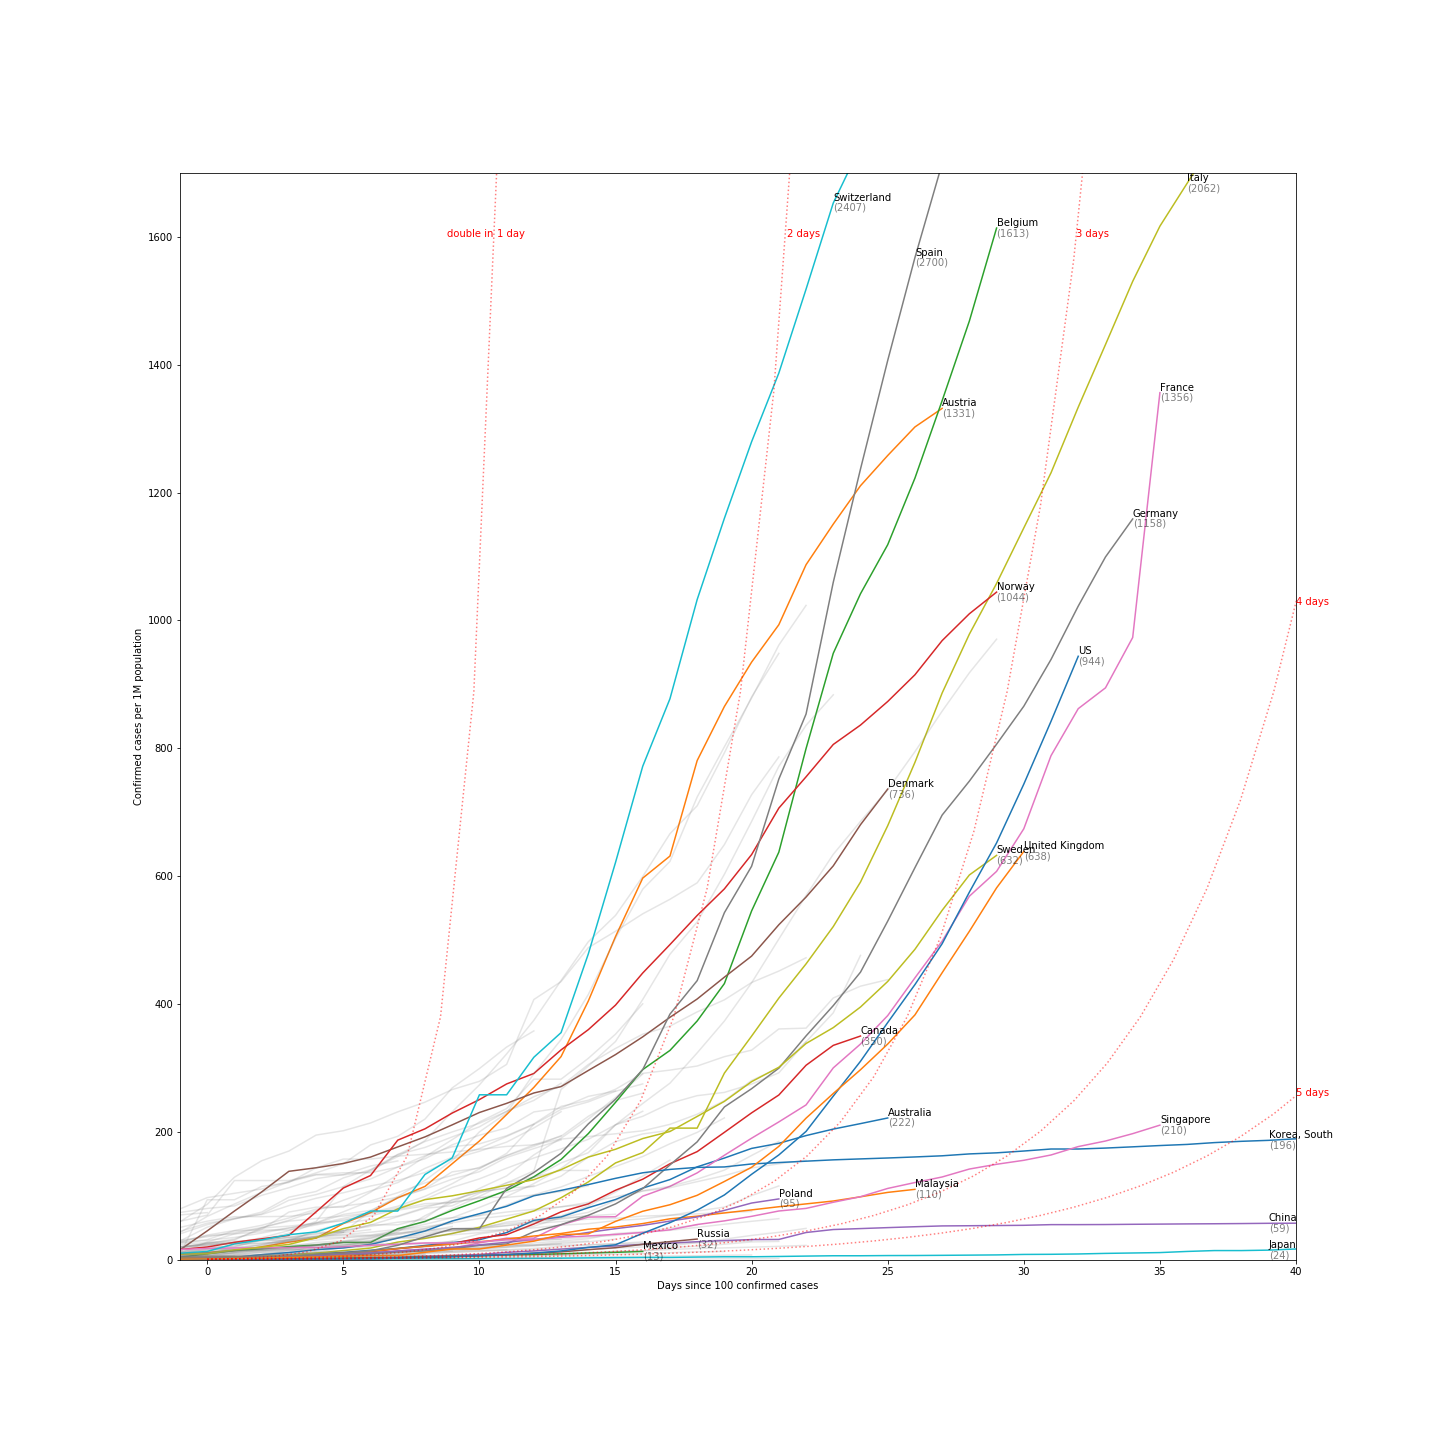 Italy
(2062)
Switzerland
(2407)
Belgium
(1613)
double in 1 day
2 days
3 days
Spain
(2700)
France
(1356)
Austria
(1331)
Germany
(1158)
Norway
(1044)
4 days
US
(944)
Denmark
(736)
United Kingdom
(638)
Sweden
(632)
Canada
(350)
5 days
Australia
(222)
Singapore
(210)
Korea, South
(196)
Malaysia
(110)
Poland
(95)
China
(59)
Russia
(32)
Mexico
(13)
Japan
(24)
1600
1400
1200
1000
800
600
400
200
0
Confirmed cases per 1M population
0 5 10 15 20 25 30 35 40
Days since 100 confirmed cases